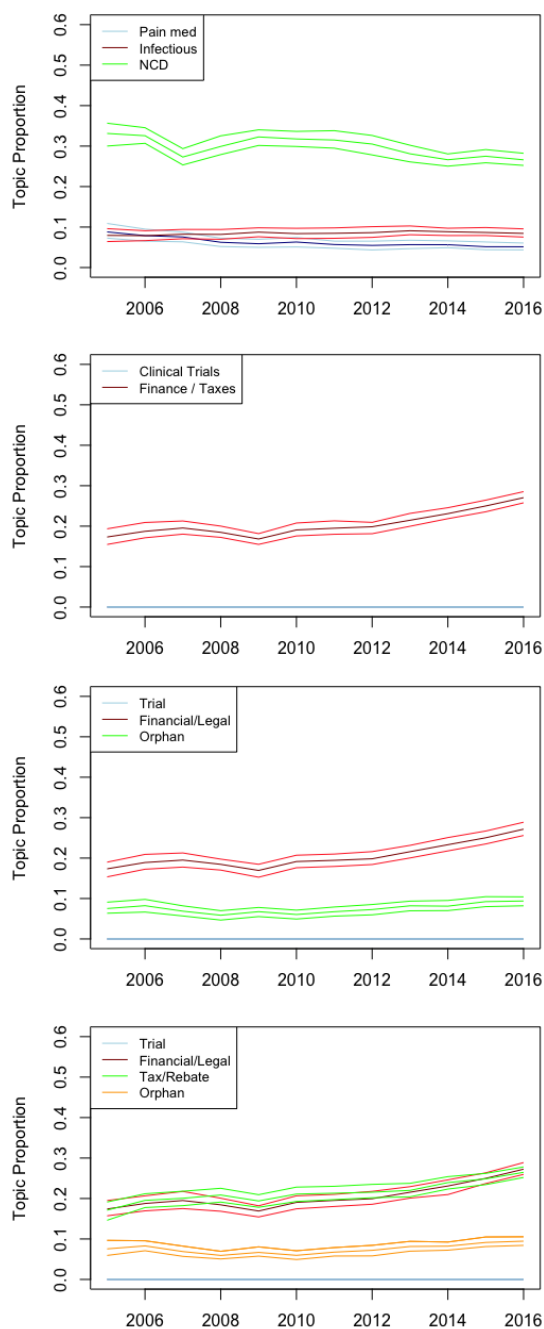 Pain med
Infectious
NCD
Topic Proportion
0.6
0.5
0.4
0.3
0.2
0.1
0.0
2006 2008 2010 2012 2014 2016
Clinical Trials
Finance / Taxes
Topic Proportion
0.6
0.5
0.4
0.3
0.2
0.1
0.0
2006 2008 2010 2012 2014 2016
Trial
Financial/Legal
Orphan
Topic Proportion
0.6
0.5
0.4
0.3
0.2
0.1
0.0
2006 2008 2010 2012 2014 2016
Trial
Financial/Legal
Tax/Rebate
Orphan
Topic Proportion
0.6
0.5
0.4
0.3
0.2
0.1
0.0
2006 2008 2010 2012 2014 2016